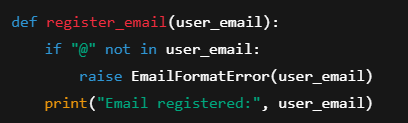 def register_email(user_email):
    if "@" not in user_email:
        raise EmailFormatError(user_email)
    print("Email registered:", user_email)